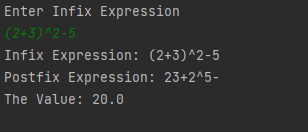 Enter Infix Expression
(2+3)^2-5
Infix Expression: (2+3)^2-5
Postfix Expression: 23+2^5-
The Value: 20.0